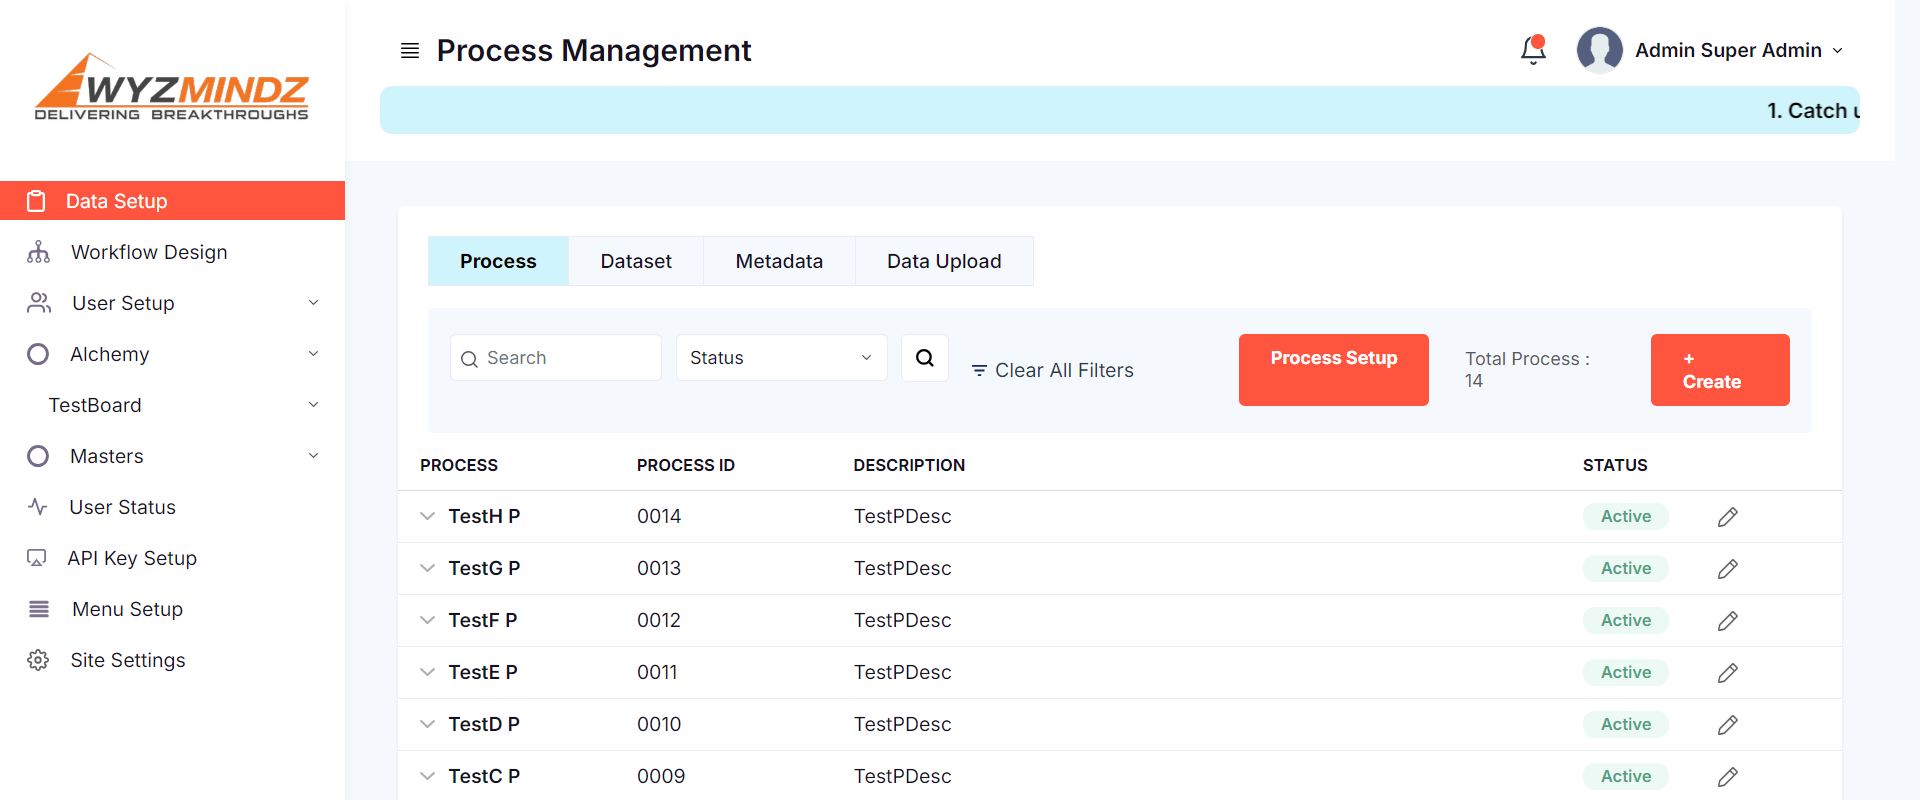 WYZMINDZ
DELIVERING BREAKTHROUGHS
Process Management
Admin Super Admin
1. Catch
Data Setup
Workflow Design
User Setup
Alchemy
TestBoard
Masters
User Status
API Key Setup
Menu Setup
Site Settings
Process Dataset Metadata Data Upload
Search Status Clear All Filters Process Setup Total Process : 14 + Create
PROCESS PROCESS ID DESCRIPTION STATUS
TestH P 0014 TestPDesc Active
TestG P 0013 TestPDesc Active
TestF P 0012 TestPDesc Active
TestE P 0011 TestPDesc Active
TestD P 0010 TestPDesc Active
TestC P 0009 TestPDesc Active